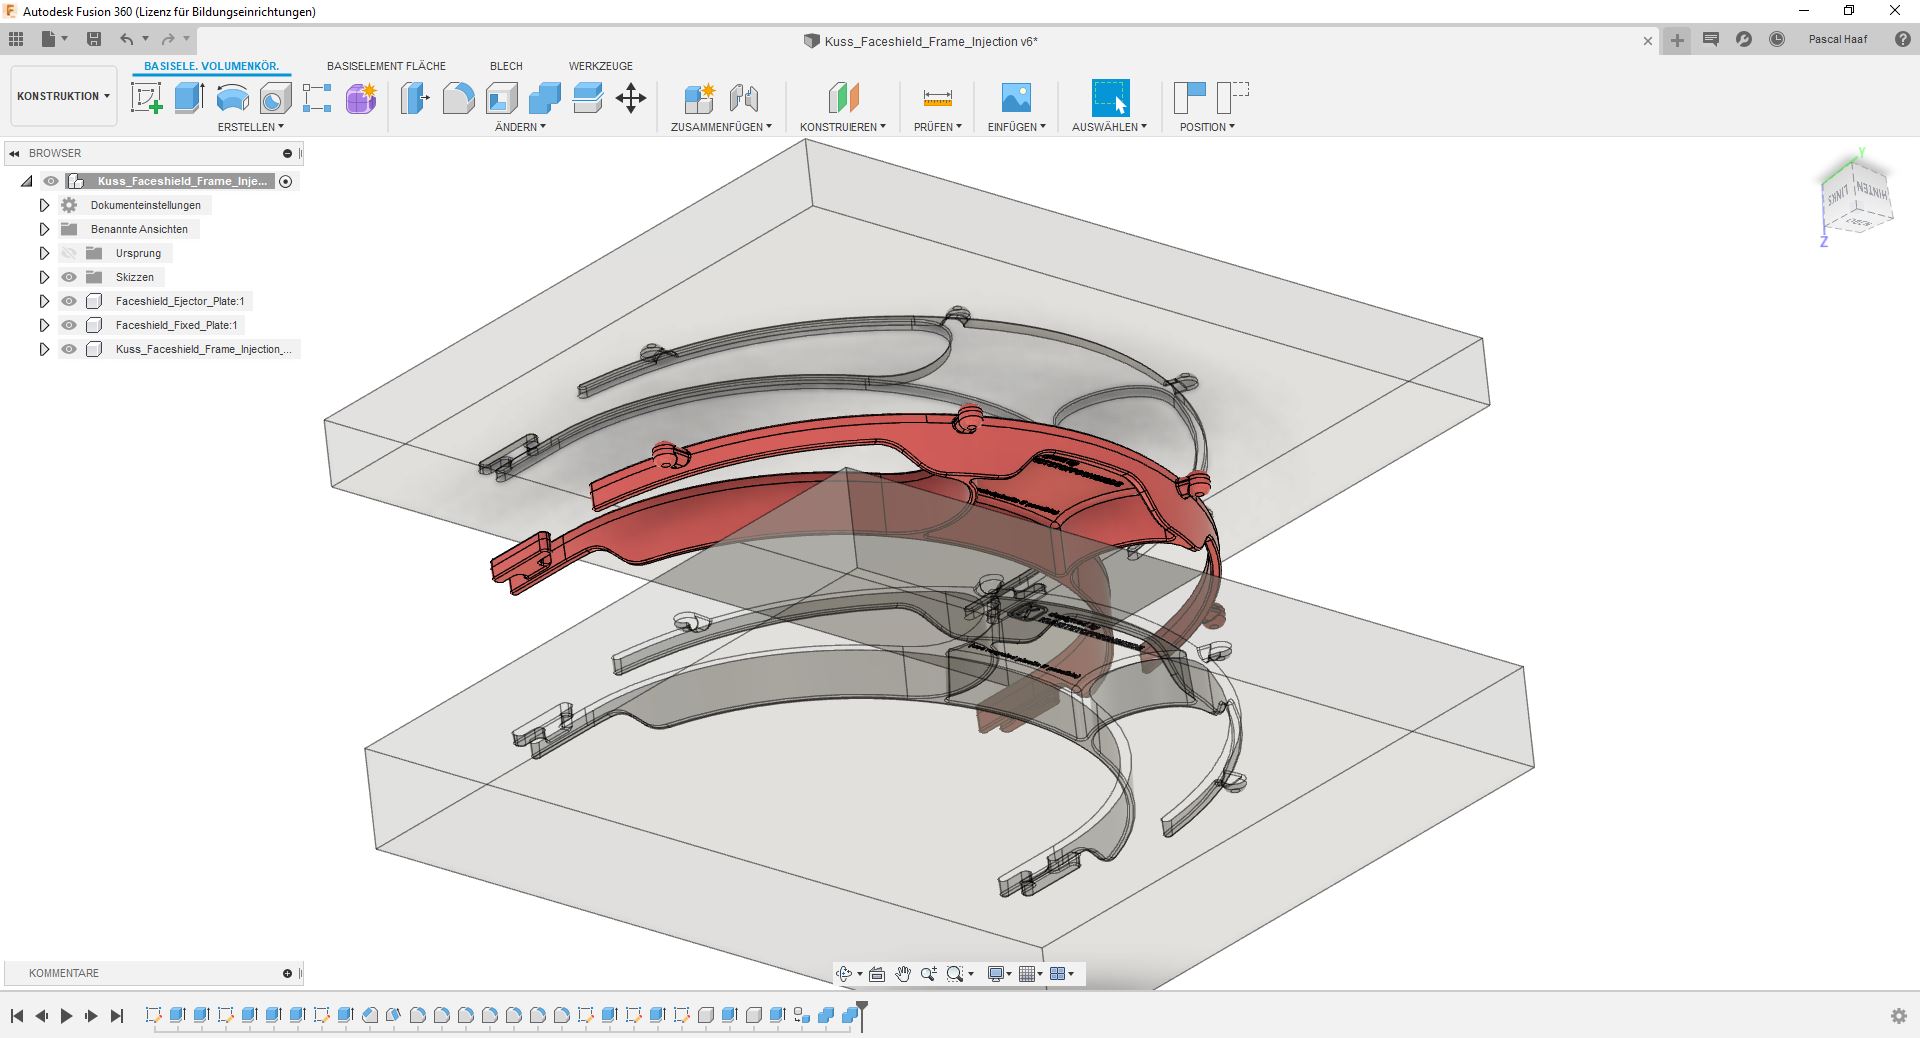 Autodesk Fusion 360 (Lizenz für Bildungseinrichtungen)
Kuss_Faceshield_Frame_Injection v6*
Pascal Haaf
BASISELE. VOLUMENKÖR.
BASISELEMENT FLÄCHE
BLECH
WERKZEUGE
KONSTRUKTION
ERSTELLEN
ÄNDERN
ZUSAMMENFÜGEN
KONSTRUIEREN
PRÜFEN
EINFÜGEN
AUSWÄHLEN
POSITION
BROWSER
Kuss_Faceshield_Frame_Inje...
Dokumenteinstellungen
Benannte Ansichten
Ursprung
Skizzen
Faceshield_Ejector_Plate:1
Faceshield_Fixed_Plate:1
Kuss_Faceshield_Frame_Injection_...
Y
LINKS
HINTEN
OBEN
Z
KOMMENTARE